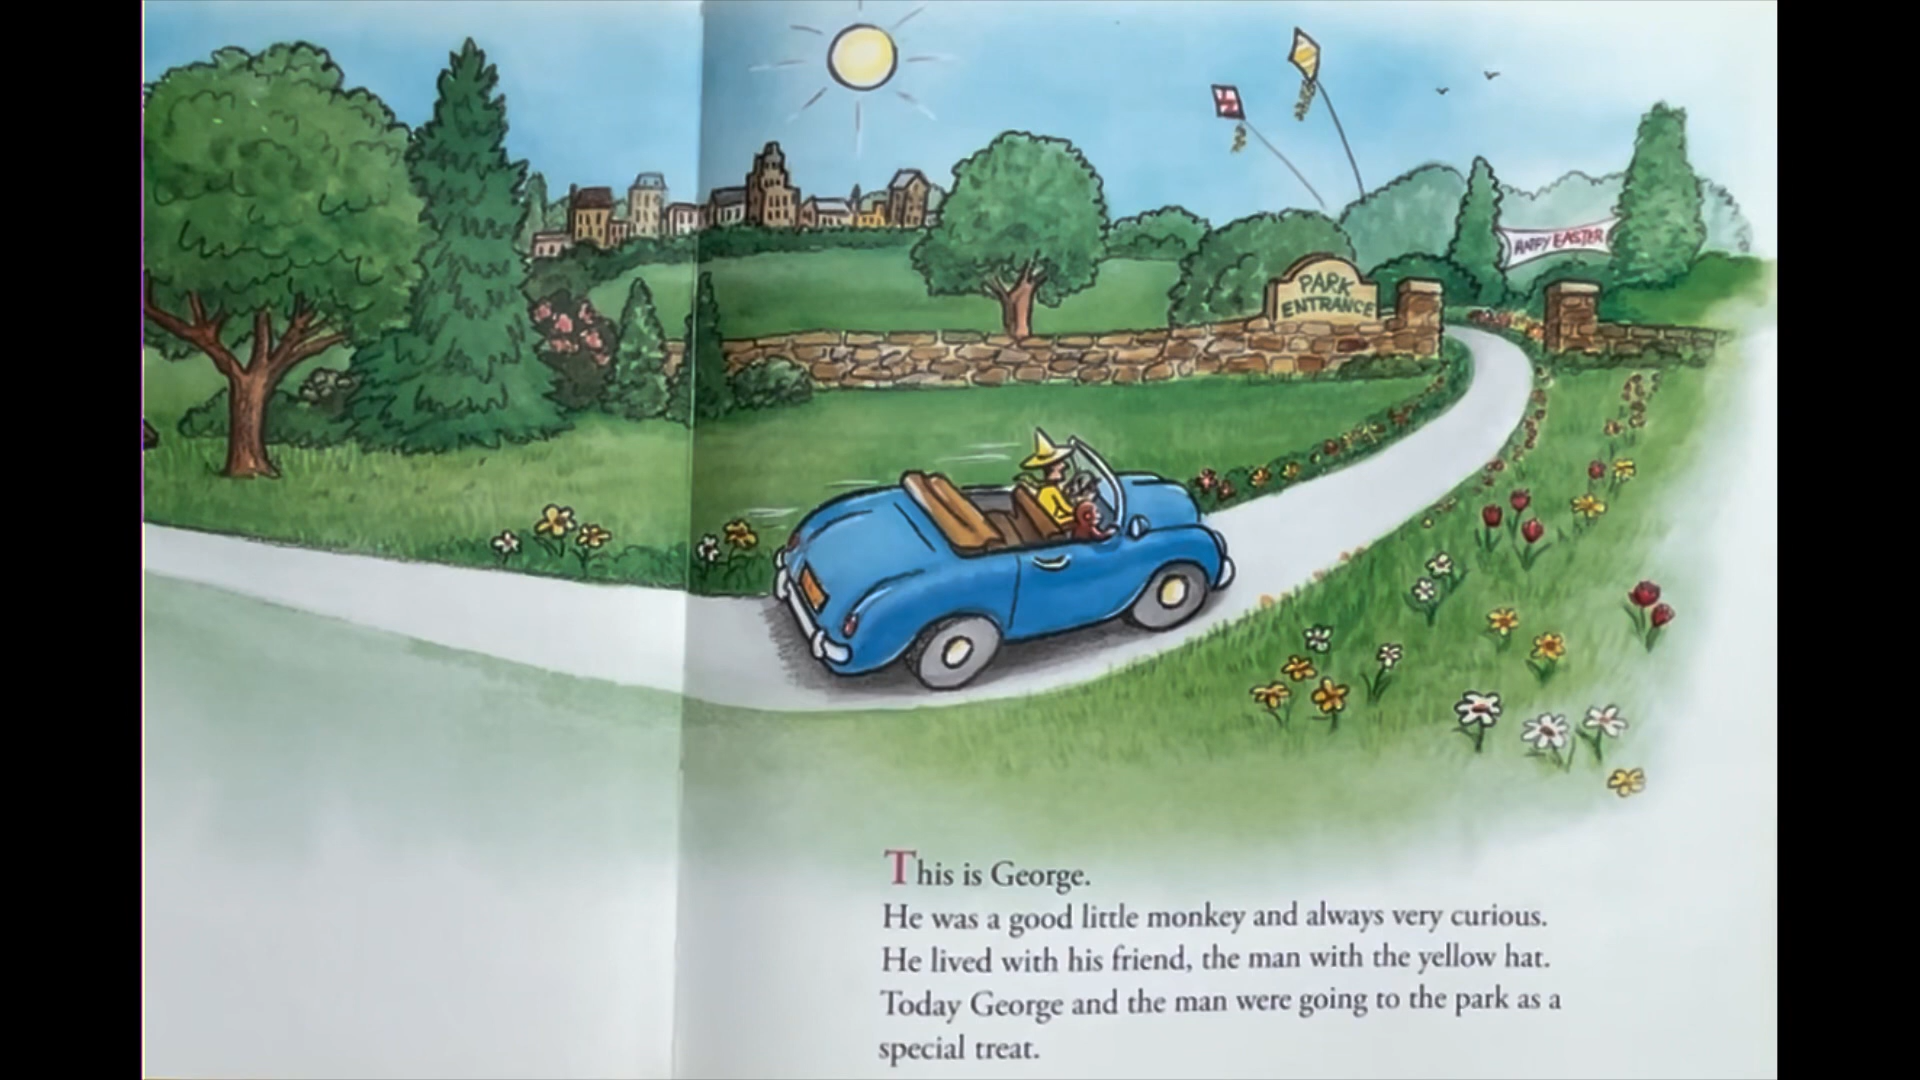 HAPPY EASTER
PARK
ENTRANCE
This is George.
He was a good little monkey and always very curious.
He lived with his friend, the man with the yellow hat.
Today George and the man were going to the park as a
special treat.